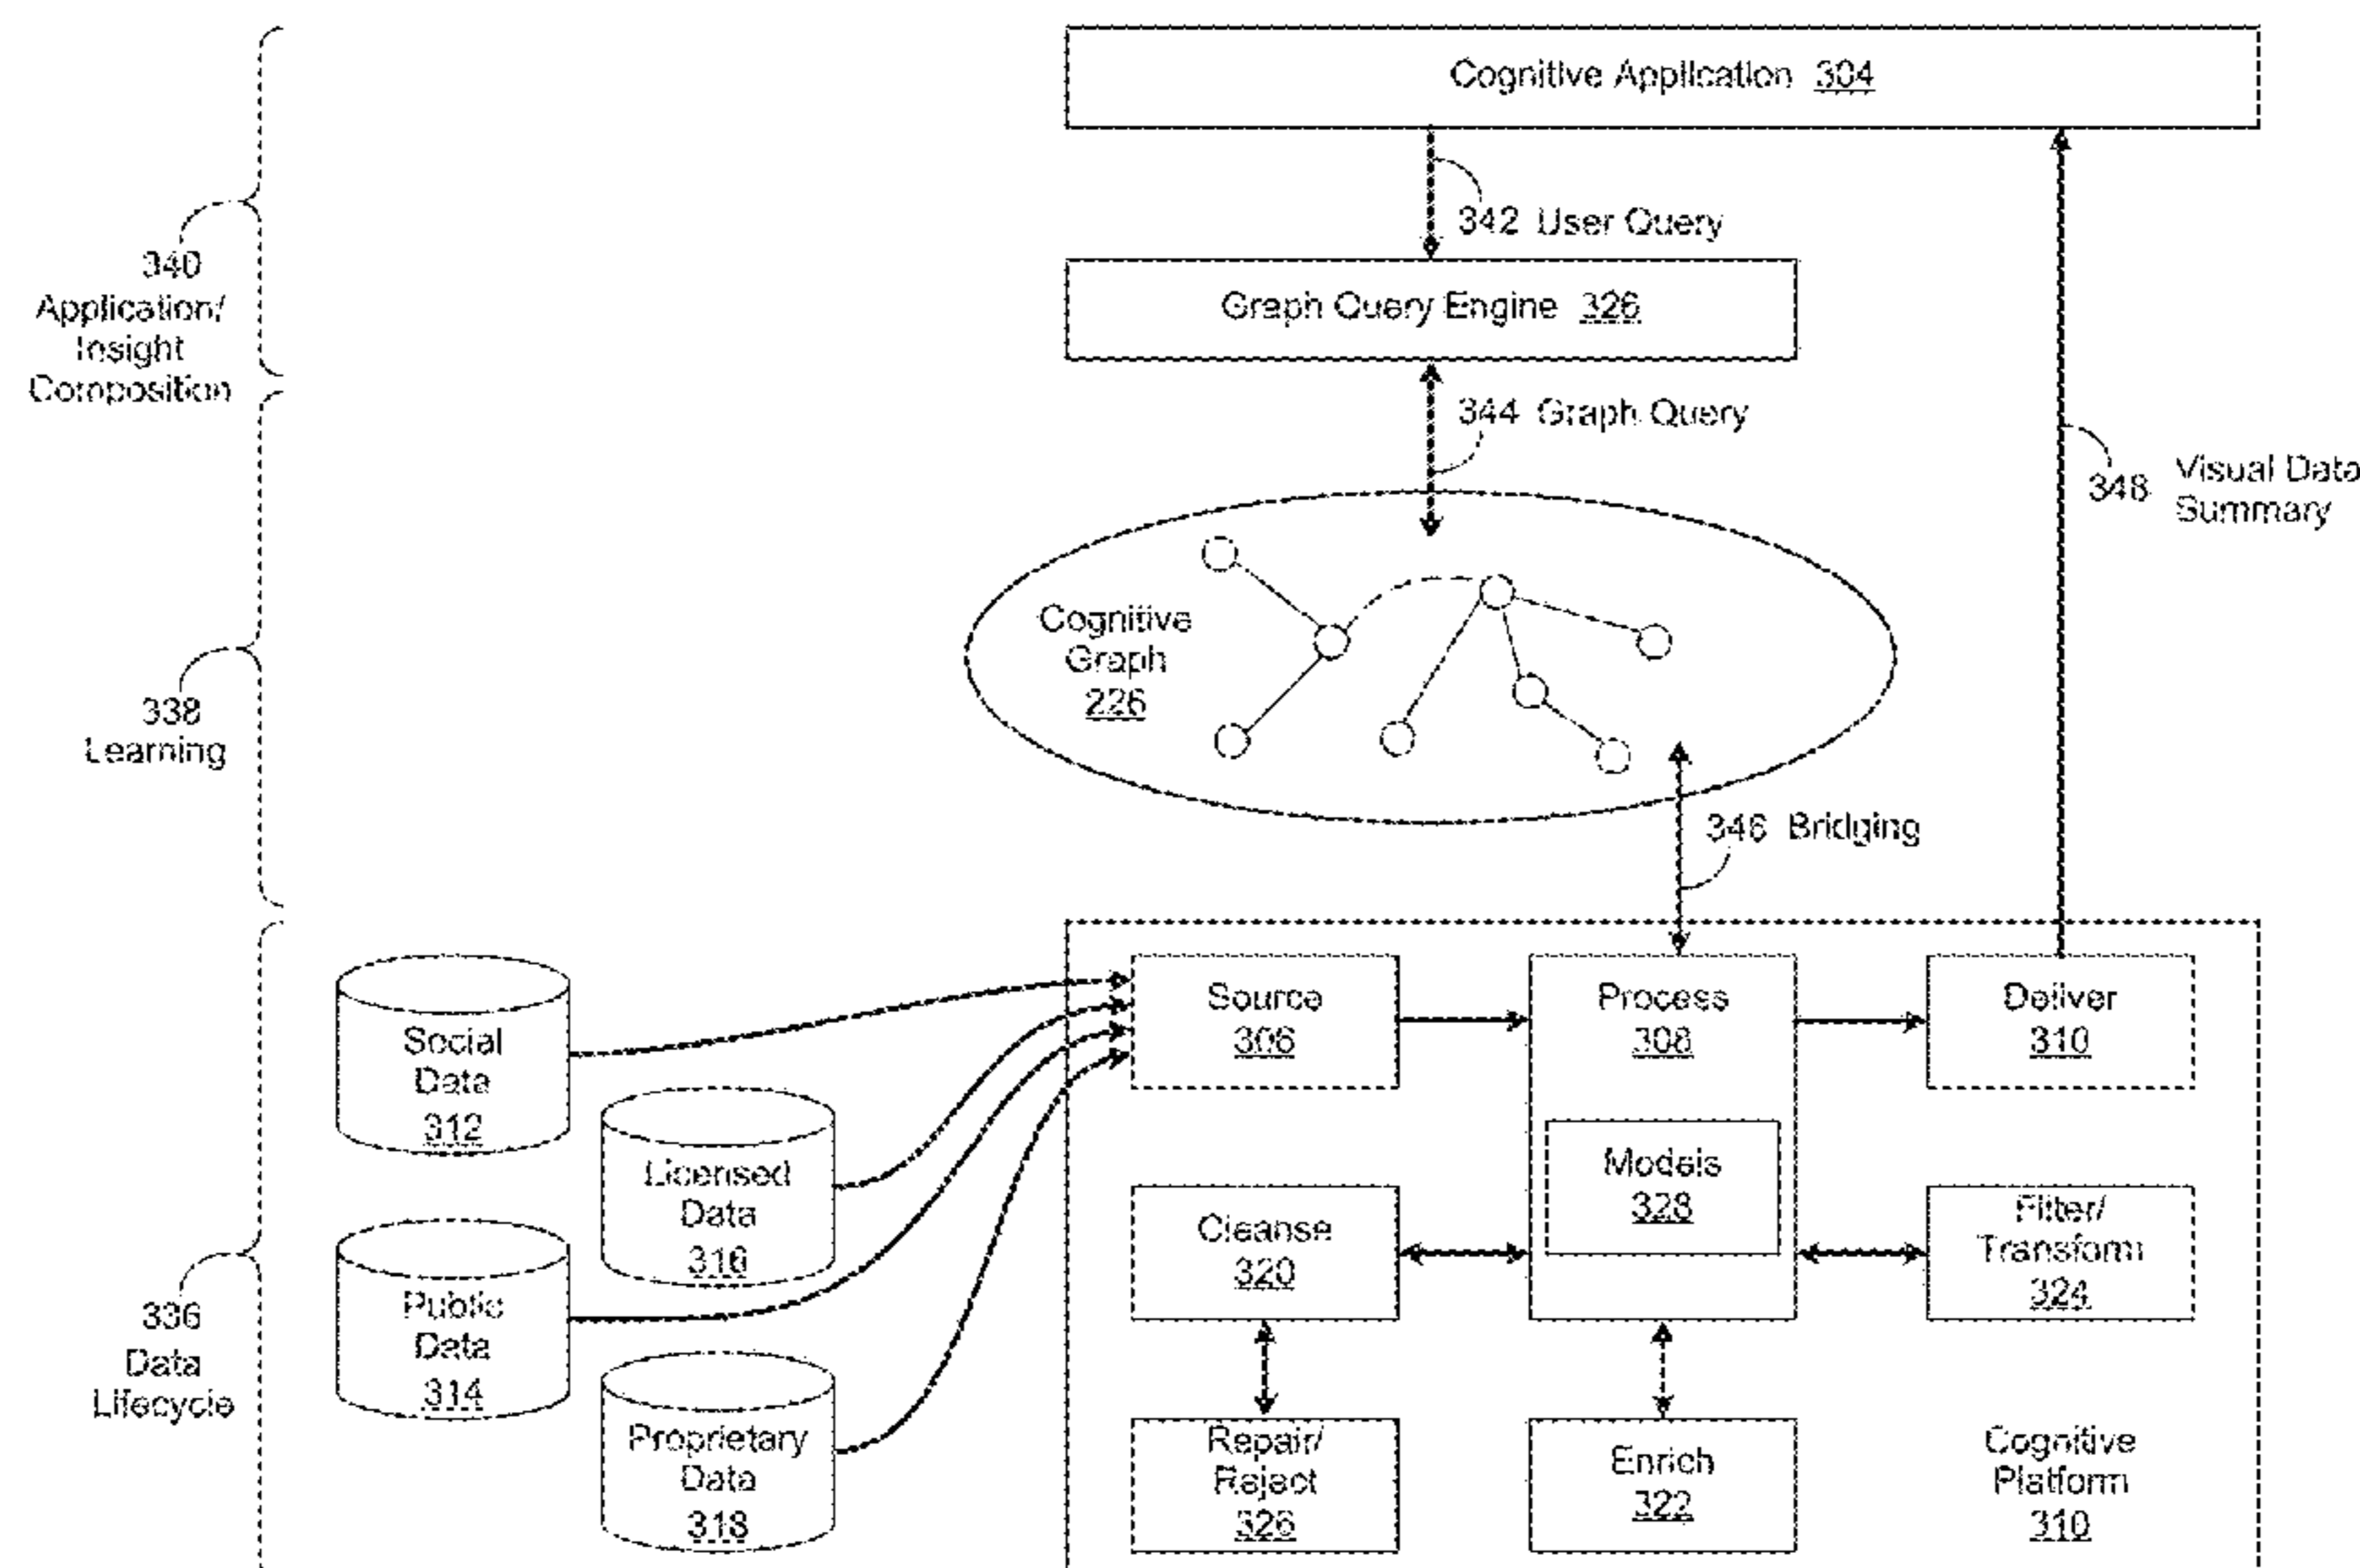 Cognitive Application 304
342 User Query
340
Application/
Insight
Composition
Graph Query Engine 326
344 Graph Query
348 Visual Data
Summary
Cognitive
Graph
226
338
Learning
346 Bridging
Social
Data
312
Licensed
Data
316
Public
Data
314
Proprietary
Data
318
336
Data
Lifecycle
Source
306
Process
308
Deliver
310
Models
328
Cleanse
320
Filter/
Transform
324
Repair/
Reject
326
Enrich
322
Cognitive
Platform
310